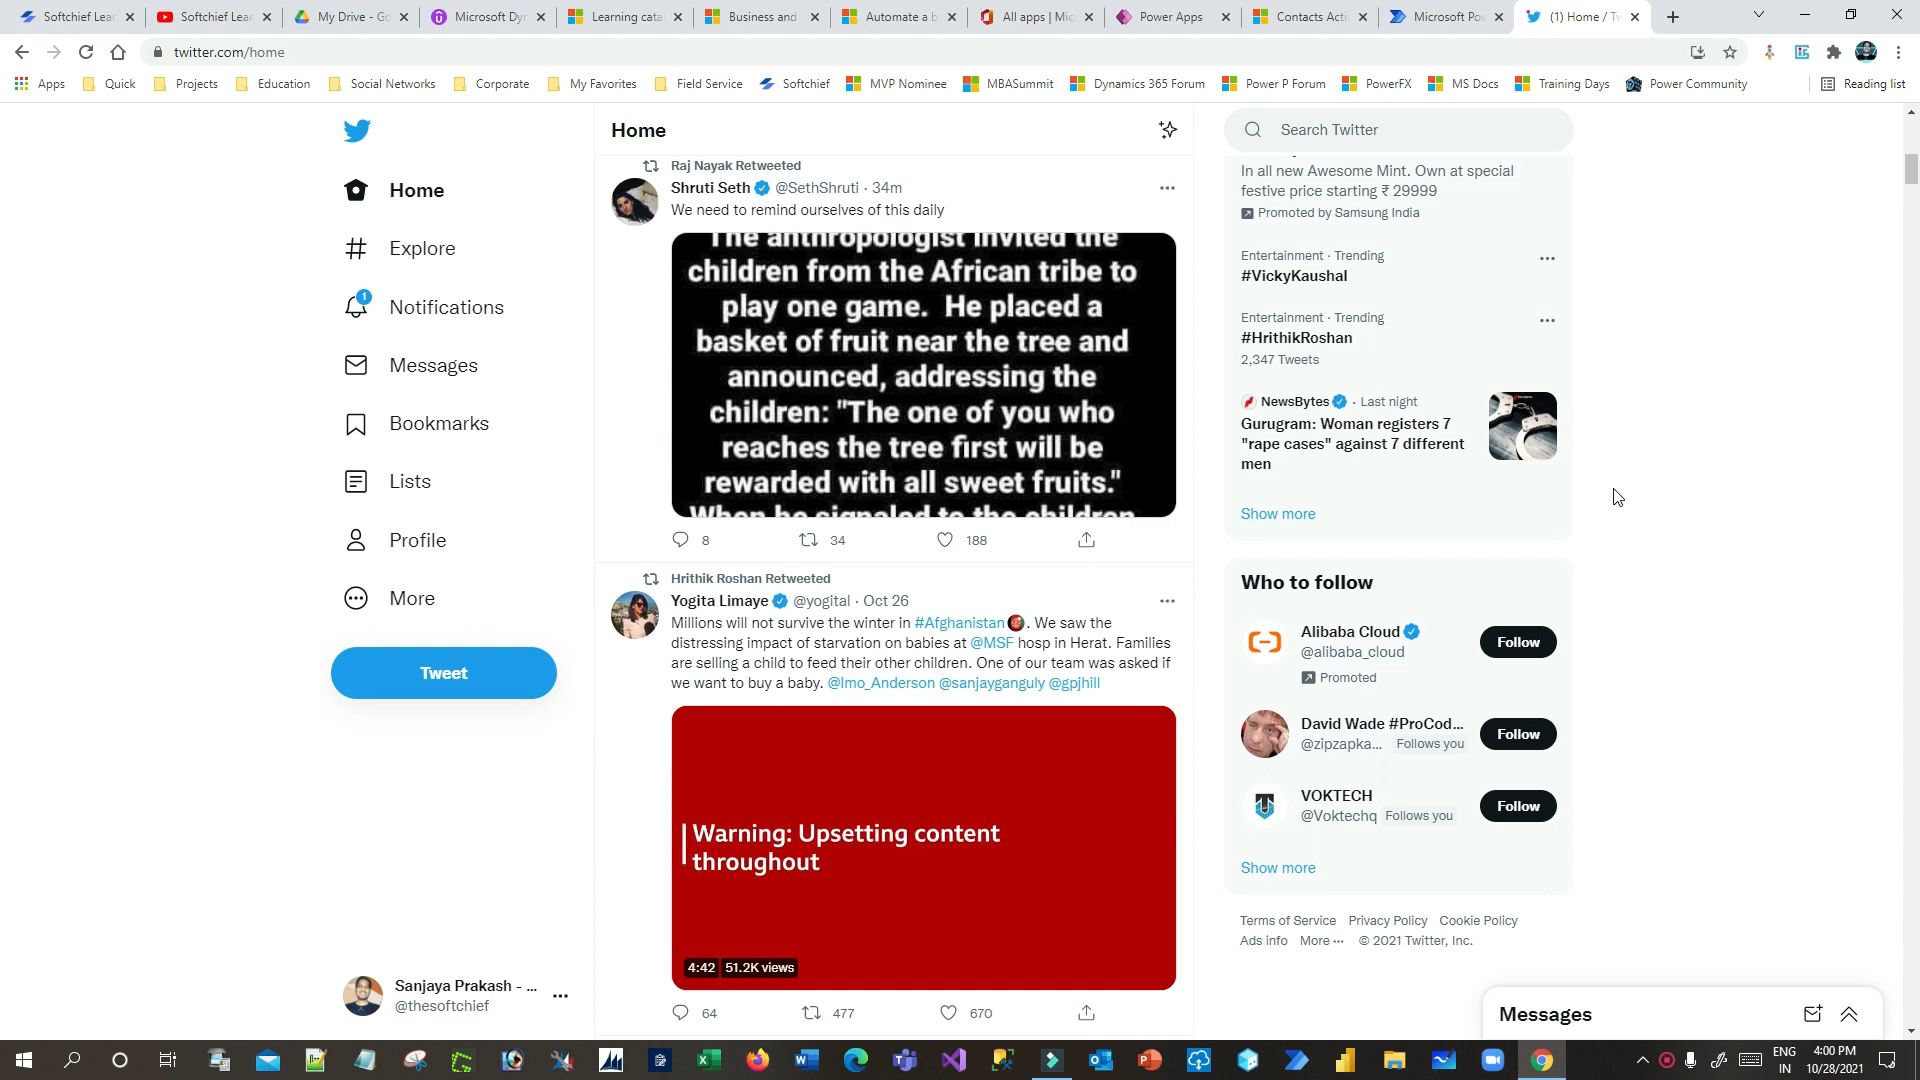 Softchief Lear
Softchief Lear
My Drive - Go
Microsoft Dyn
Learning cata
Business and
Automate a b
All apps | Mic
Power Apps
Contacts Acti
Microsoft Po
(1) Home / Tw
twitter.com/home
Apps
Quick
Projects
Education
Social Networks
Corporate
My Favorites
Field Service
Softchief
MVP Nominee
MBASummit
Dynamics 365 Forum
Power P Forum
PowerFX
MS Docs
Training Days
Power Community
Reading list
Home
Explore
1
Notifications
Messages
Bookmarks
Lists
Profile
More
Tweet
Sanjaya Prakash - ...
@thesoftchief
Home
Raj Nayak Retweeted
Shruti Seth @SethShruti · 34m
We need to remind ourselves of this daily
The anthropologist invited the
children from the African tribe to
play one game. He placed a
basket of fruit near the tree and
announced, addressing the
children: "The one of you who
reaches the tree first will be
rewarded with all sweet fruits."
When he signaled to the children
8
34
188
Hrithik Roshan Retweeted
Yogita Limaye @yogital · Oct 26
Millions will not survive the winter in #Afghanistan. We saw the
distressing impact of starvation on babies at @MSF hosp in Herat. Families
are selling a child to feed their other children. One of our team was asked if
we want to buy a baby. @Imo_Anderson @sanjayganguly @gpjhill
Warning: Upsetting content
throughout
4:42 51.2K views
64
477
670
Search Twitter
In all new Awesome Mint. Own at special
festive price starting ₹ 29999
Promoted by Samsung India
Entertainment · Trending
#VickyKaushal
Entertainment · Trending
#HrithikRoshan
2,347 Tweets
NewsBytes · Last night
Gurugram: Woman registers 7
"rape cases" against 7 different
men
Show more
Who to follow
Alibaba Cloud
@alibaba_cloud
Promoted
Follow
David Wade #ProCod...
@zipzapka... Follows you
Follow
VOKTECH
@Voktechq Follows you
Follow
Show more
Terms of Service Privacy Policy Cookie Policy
Ads info More ··· © 2021 Twitter, Inc.
Messages
ENG
IN
4:00 PM
10/28/2021